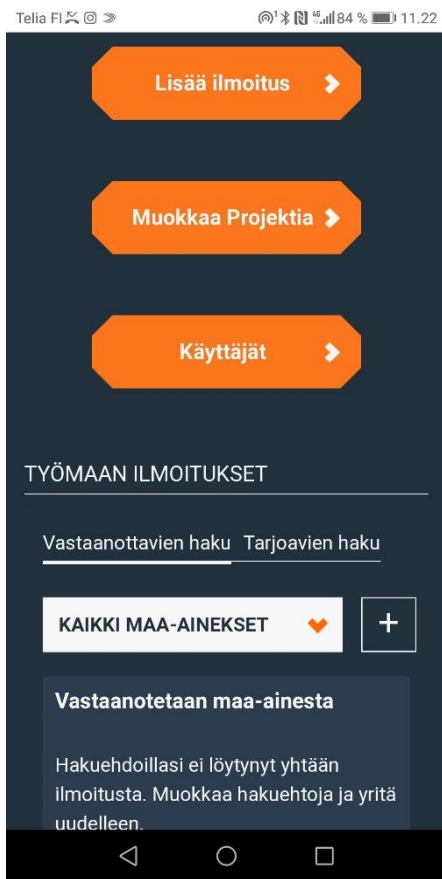 Telia FI 84 % 11.22
Lisää ilmoitus
Muokkaa Projektia
Käyttäjät
TYÖMAAN ILMOITUKSET
Vastaanottavien haku Tarjoavien haku
KAIKKI MAA-AINEKSET
+
Vastaanotetaan maa-ainesta
Hakuehdoillasi ei löytynyt yhtään
ilmoitusta. Muokkaa hakuehtoja ja yritä
uudelleen.